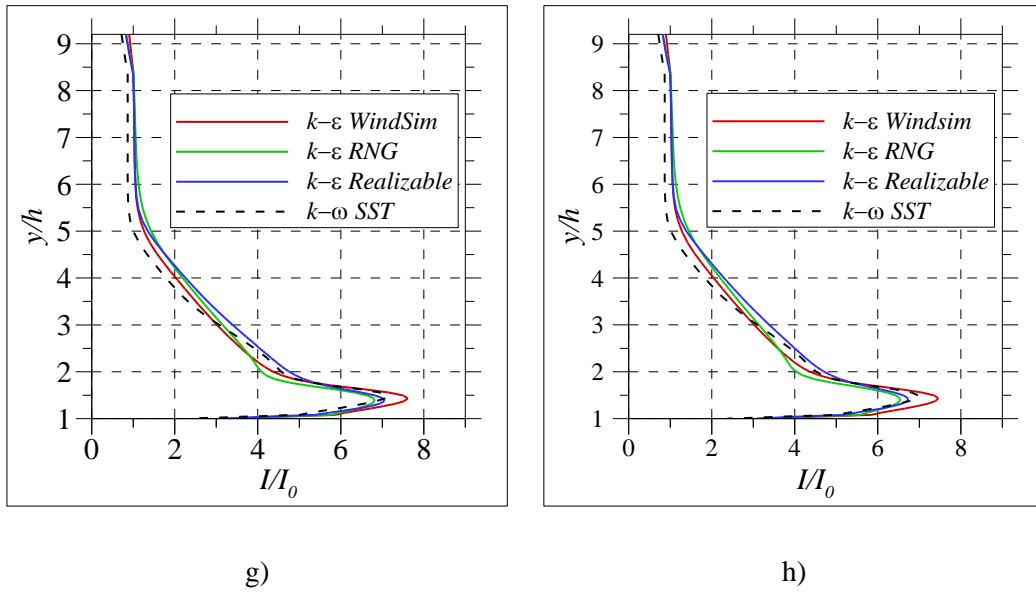 9
8
7
6
5
4
3
2
1
y/h
k−ε WindSim
k−ε RNG
k−ε Realizable
k−ω SST
0 2 4 6 8
I/I0
g)
9
8
7
6
5
4
3
2
1
y/h
k−ε Windsim
k−ε RNG
k−ε Realizable
k−ω SST
0 2 4 6 8
I/I0
h)